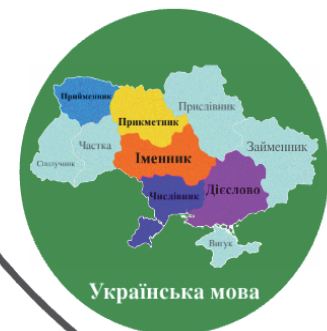 Прийменник
Прикметник
Прислівник
Сполучник
Частка
Іменник
Займенник
Числівник
Дієслово
Вигук
Українська мова